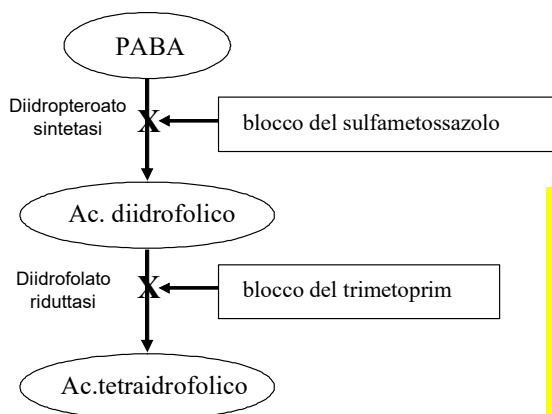 PABA
Diidropteroato
sintetasi
X
blocco del sulfametossazolo
Ac. diidrofolico
Diidrofolato
riduttasi
X
blocco del trimetoprim
Ac.tetraidrofolico